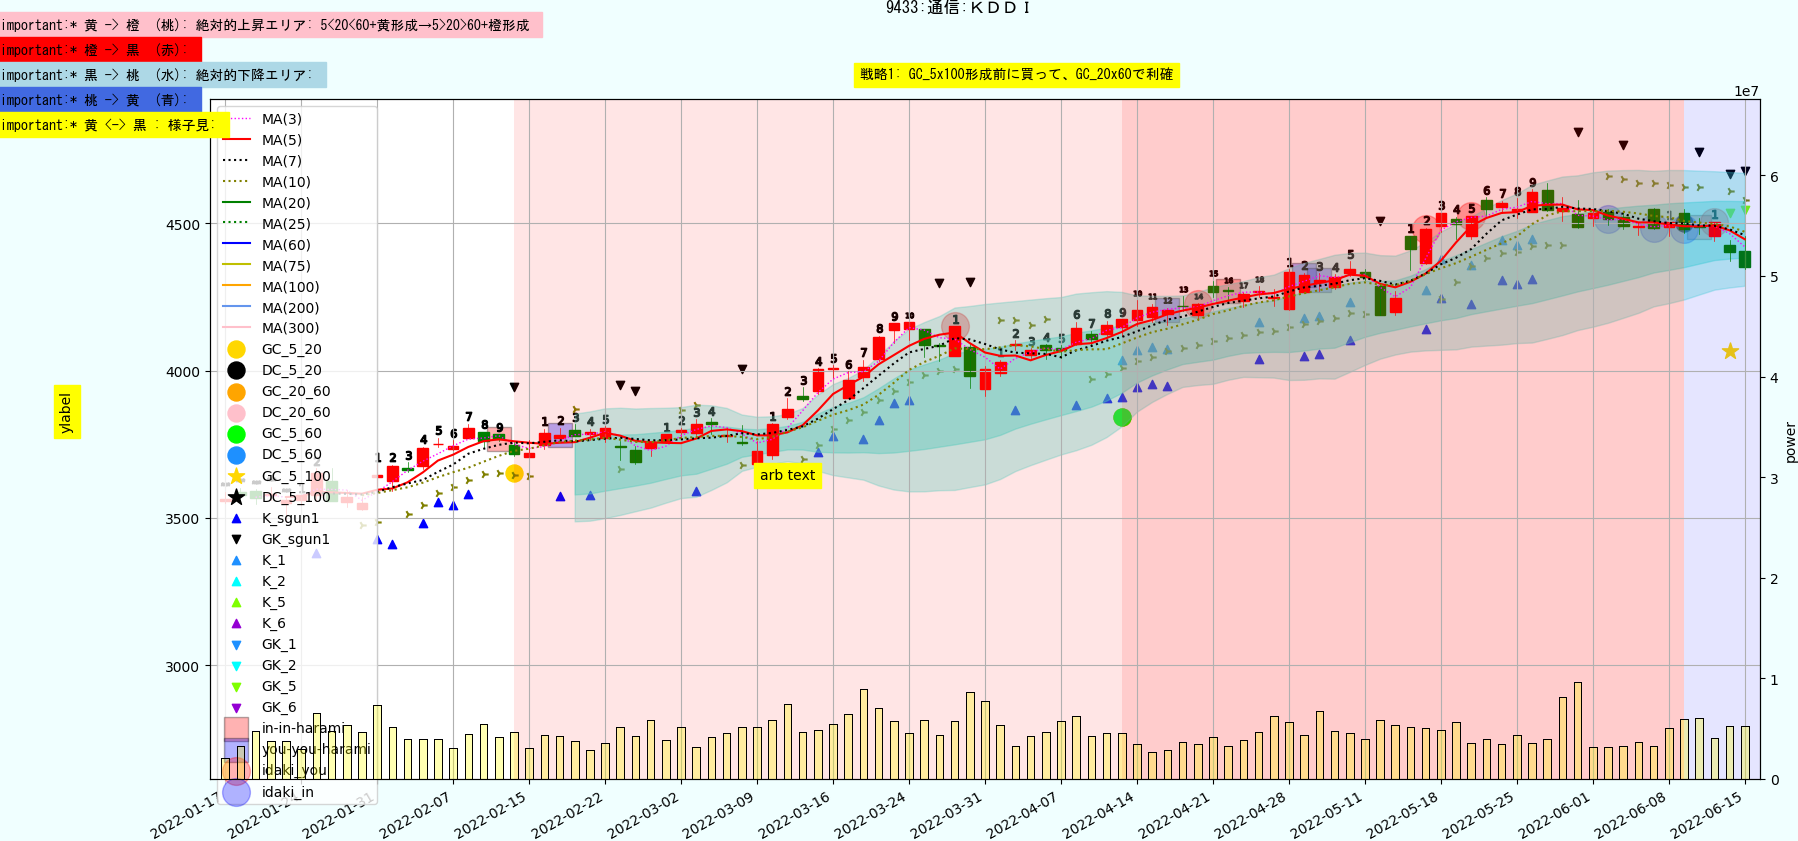 9433:通信:ＫＤＤＩ
important:* 黄 -> 橙 （桃）: 絶対的上昇エリア: 5<20<60+黄形成→5>20>60+橙形成
important:* 橙 -> 黒 （赤）:
important:* 黒 -> 桃 （水）: 絶対的下降エリア:
戦略1: GC_5x100形成前に買って、GC_20x60で利確
important:* 桃 -> 黄 （青）:
important:* 黄 <-> 黒 : 様子見:
1e7
MA(3)
MA(5)
MA(7)
MA(10)
MA(20)
MA(25)
MA(60)
MA(75)
MA(100)
MA(200)
MA(300)
GC_5_20
DC_5_20
GC_20_60
DC_20_60
GC_5_60
DC_5_60
GC_5_100
DC_5_100
K_sgun1
GK_sgun1
K_1
K_2
K_5
K_6
GK_1
GK_2
GK_5
GK_6
in-in-harami
you-you-harami
idaki_you
idaki_in
4500
4000
3500
3000
ylabel
arb text
6
5
4
3
2
1
0
power
2022-01-17
2022-01-31
2022-02-07
2022-02-15
2022-02-22
2022-03-02
2022-03-09
2022-03-16
2022-03-24
2022-03-31
2022-04-07
2022-04-14
2022-04-21
2022-04-28
2022-05-11
2022-05-18
2022-05-25
2022-06-01
2022-06-08
2022-06-15